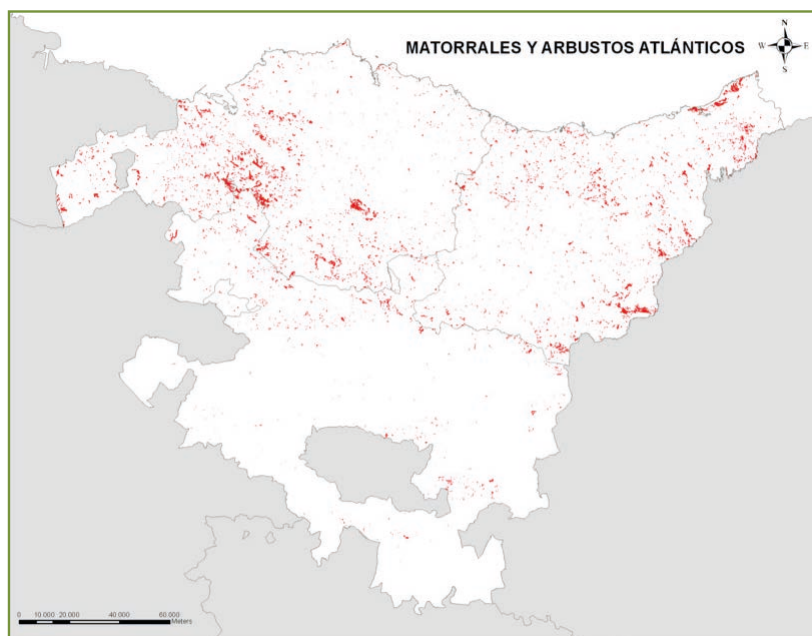 MATORRALES Y ARBUSTOS ATLÁNTICOS
N
W E
S
0 10.000 20.000 40.000 60.000
Meters